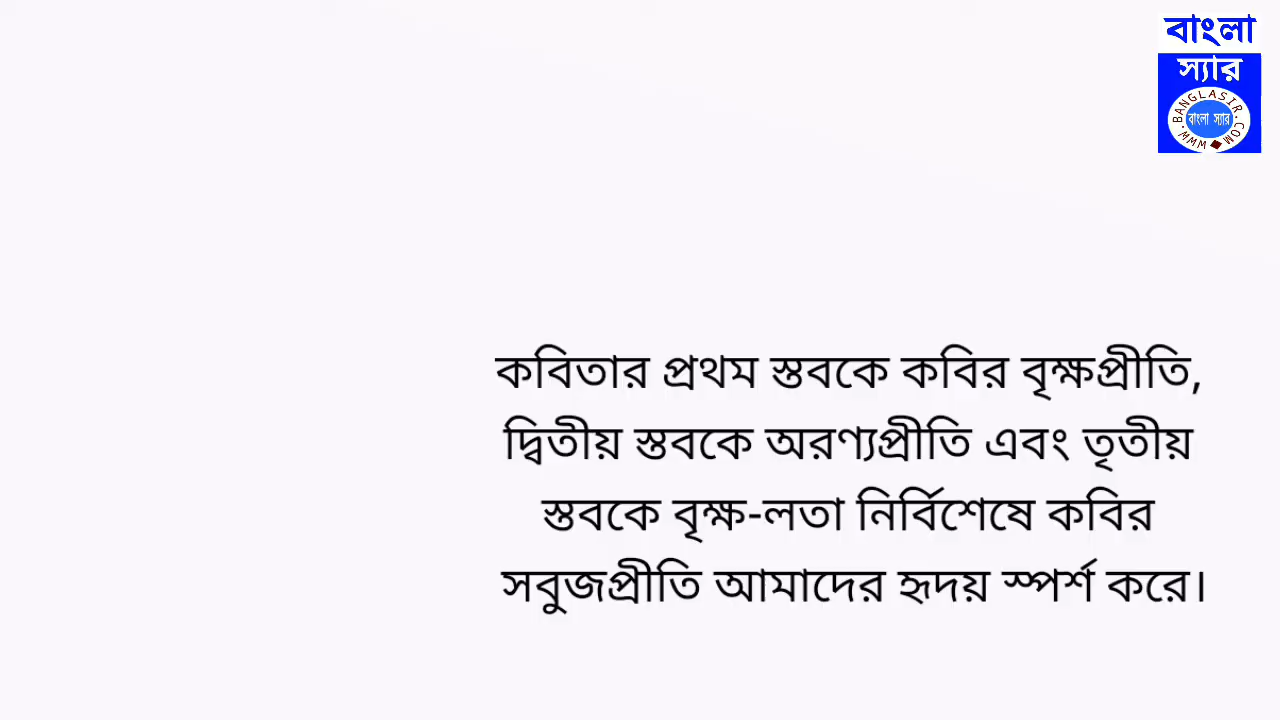 বাংলা
স্যার
WWW.BANGLASIR.COM
বাংলা স্যার
কবিতার প্রথম স্তবকে কবির বৃক্ষপ্রীতি,
দ্বিতীয় স্তবকে অরণ্যপ্রীতি এবং তৃতীয়
স্তবকে বৃক্ষ-লতা নির্বিশেষে কবির
সবুজপ্রীতি আমাদের হৃদয় স্পর্শ করে।